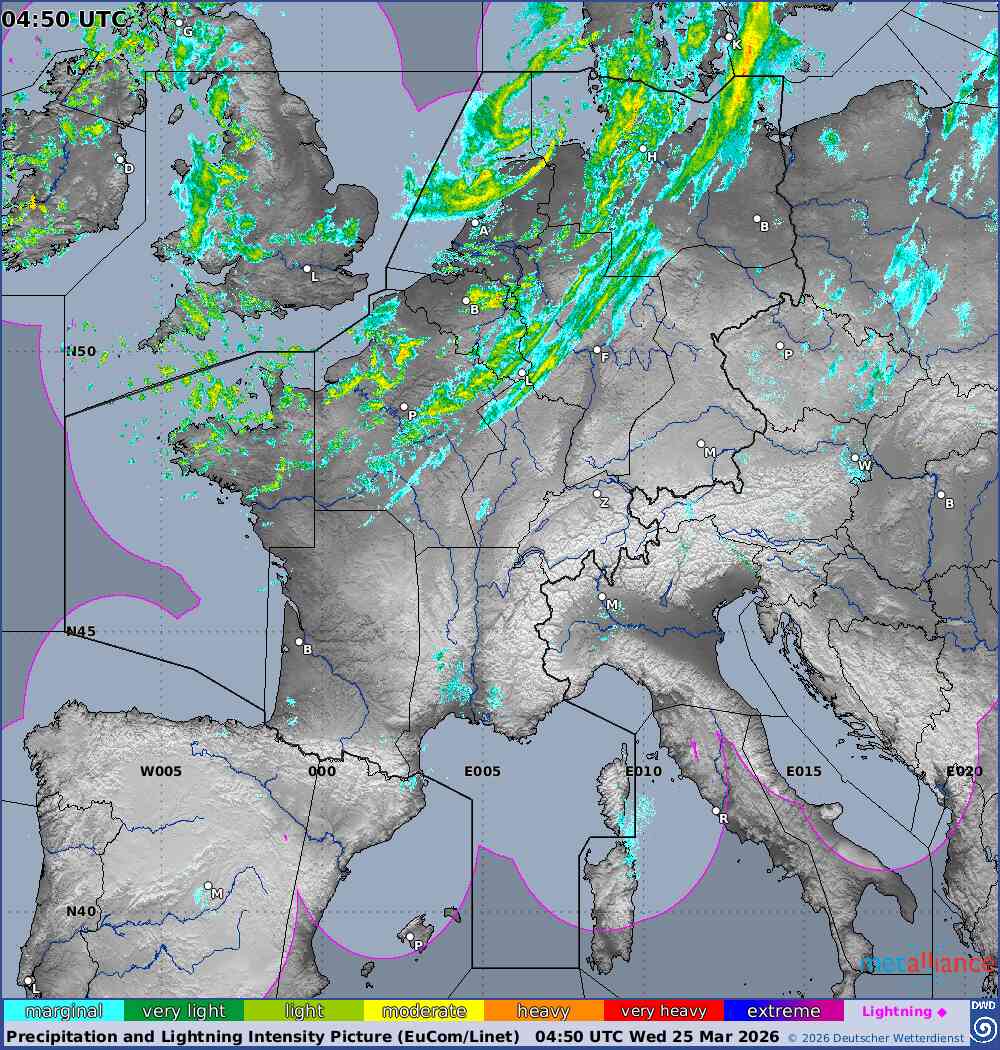 04:50 UTC
G
K
N55
H
D
A
B
L
B
N50
P
F
L
P
M
W
B
Z
M
N45
B
W005
000
E005
E010
E015
E020
R
M
N40
P
L
metalliance
marginal
very light
light
moderate
heavy
very heavy
extreme
Lightning ◆
DWD
Precipitation and Lightning Intensity Picture (EuCom/Linet) 04:50 UTC Wed 25 Mar 2026 © 2026 Deutscher Wetterdienst